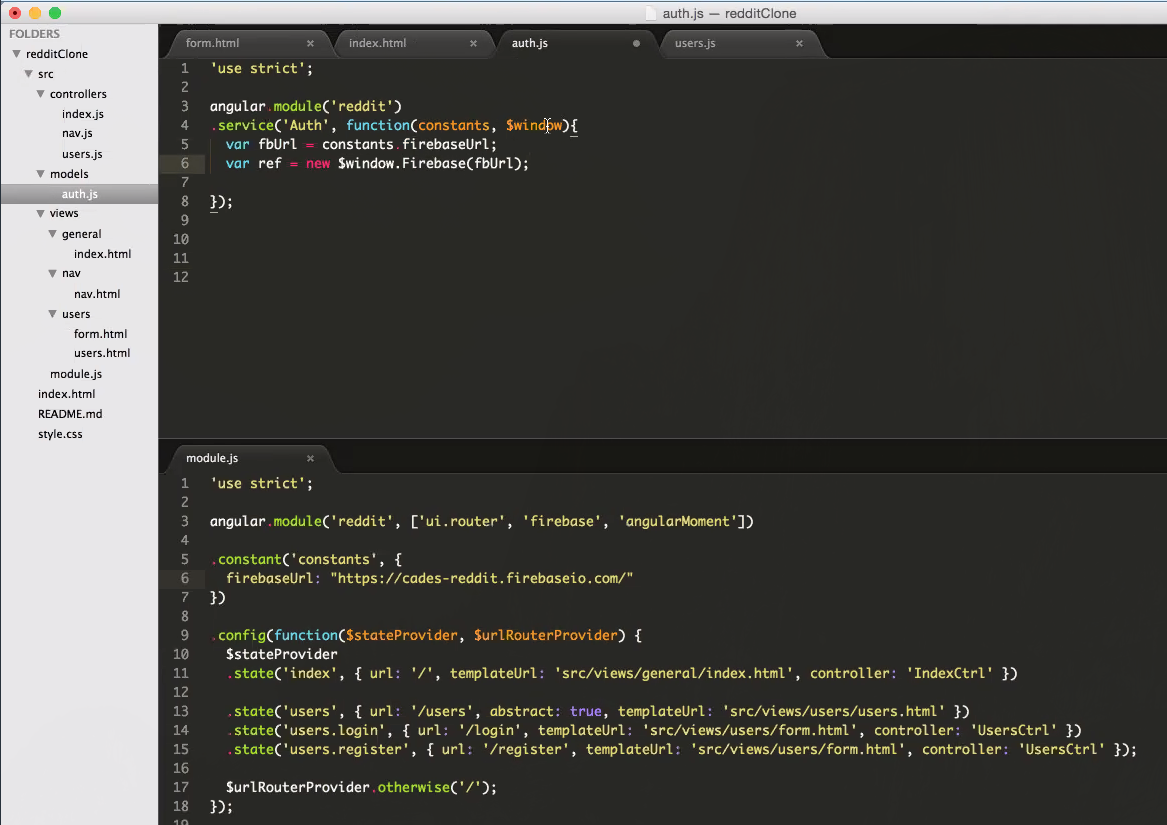 auth.js — redditClone
FOLDERS
redditClone
src
controllers
index.js
nav.js
users.js
models
auth.js
views
general
index.html
nav
nav.html
users
form.html
users.html
module.js
index.html
README.md
style.css
form.html × index.html × auth.js users.js ×
1 'use strict';
2
3 angular.module('reddit')
4 .service('Auth', function(constants, $window){
5 var fbUrl = constants.firebaseUrl;
6 var ref = new $window.Firebase(fbUrl);
7
8 });
9
10
11
12
module.js ×
1 'use strict';
2
3 angular.module('reddit', ['ui.router', 'firebase', 'angularMoment'])
4
5 .constant('constants', {
6 firebaseUrl: "https://cades-reddit.firebaseio.com/"
7 })
8
9 .config(function($stateProvider, $urlRouterProvider) {
10 $stateProvider
11 .state('index', { url: '/', templateUrl: 'src/views/general/index.html', controller: 'IndexCtrl' })
12
13 .state('users', { url: '/users', abstract: true, templateUrl: 'src/views/users/users.html' })
14 .state('users.login', { url: '/login', templateUrl: 'src/views/users/form.html', controller: 'UsersCtrl' })
15 .state('users.register', { url: '/register', templateUrl: 'src/views/users/form.html', controller: 'UsersCtrl' });
16
17 $urlRouterProvider.otherwise('/');
18 });
19